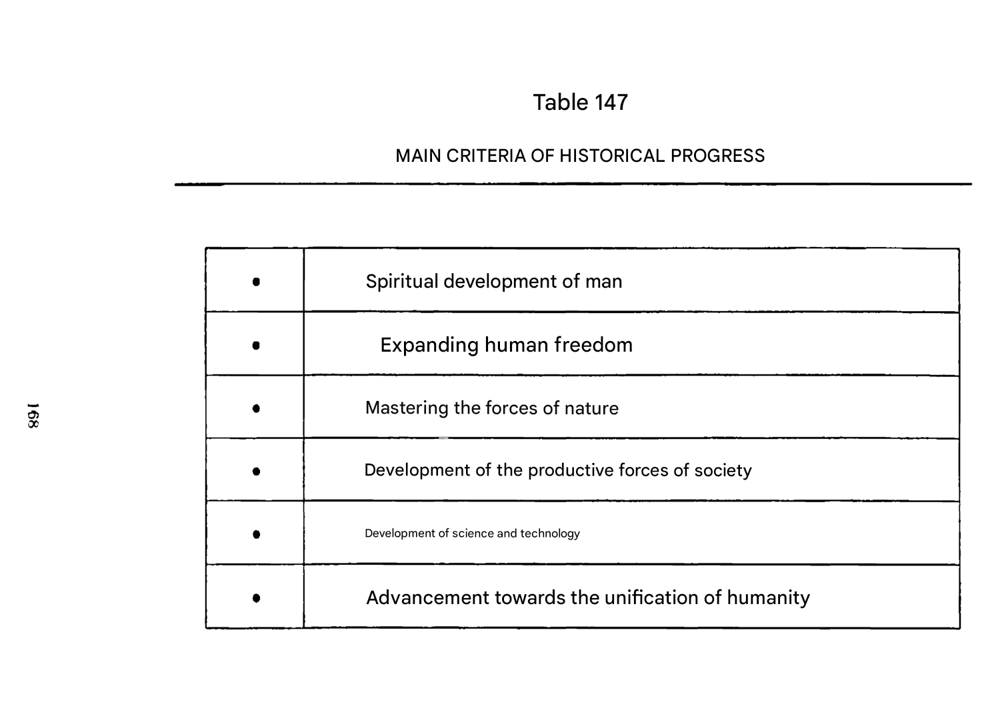 Table 147
MAIN CRITERIA OF HISTORICAL PROGRESS
• Spiritual development of man
• Expanding human freedom
• Mastering the forces of nature
• Development of the productive forces of society
• Development of science and technology
• Advancement towards the unification of humanity
168